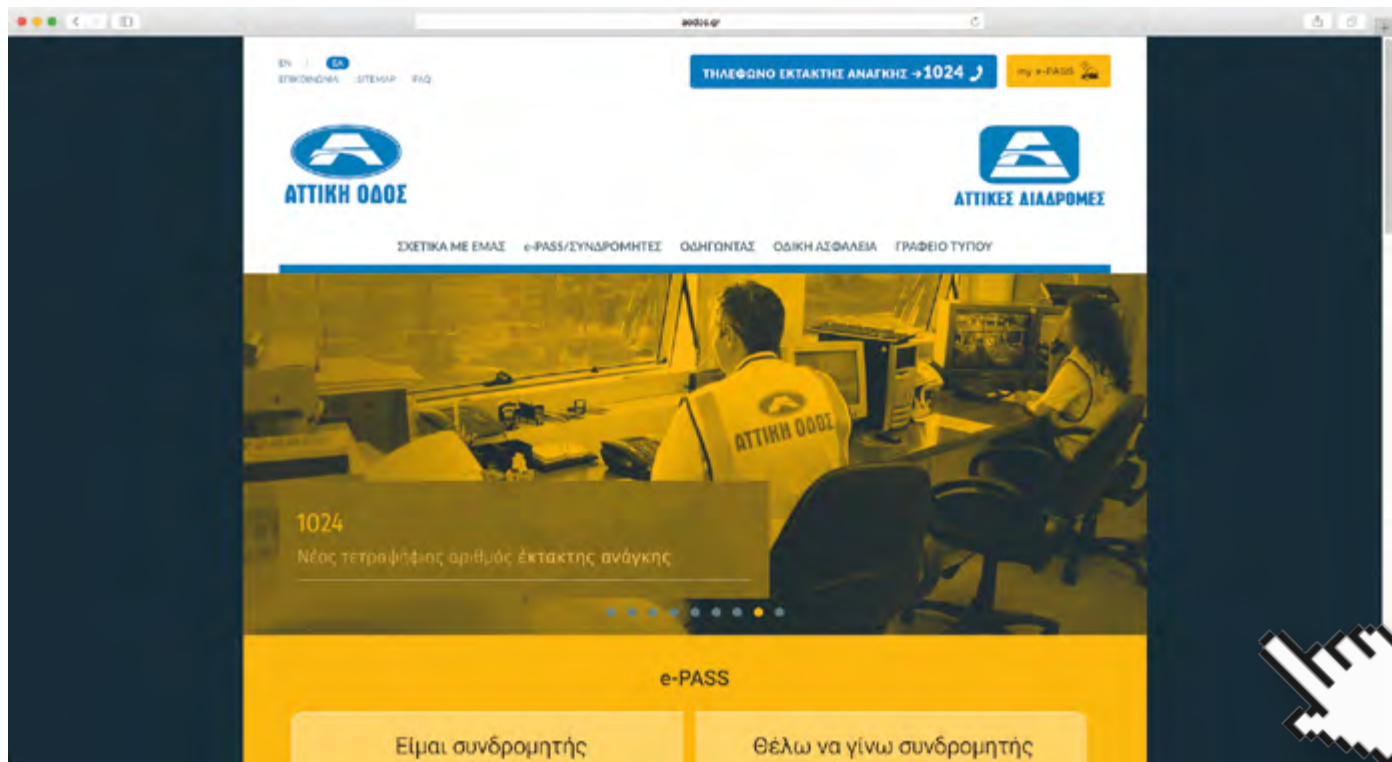 aodos.gr
EN | ΕΛ
ΕΠΙΚΟΙΝΩΝΙΑ SITEMAP FAQ
ΤΗΛΕΦΩΝΟ ΕΚΤΑΚΤΗΣ ΑΝΑΓΚΗΣ →1024
my e-PASS
ΑΤΤΙΚΗ ΟΔΟΣ
ΑΤΤΙΚΕΣ ΔΙΑΔΡΟΜΕΣ
ΣΧΕΤΙΚΑ ΜΕ ΕΜΑΣ e-PASS/ΣΥΝΔΡΟΜΗΤΕΣ ΟΔΗΓΩΝΤΑΣ ΟΔΙΚΗ ΑΣΦΑΛΕΙΑ ΓΡΑΦΕΙΟ ΤΥΠΟΥ
ΑΤΤΙΚΗ ΟΔΟΣ
1024
Νέος τετραψήφιος αριθμός έκτακτης ανάγκης
e-PASS
Είμαι συνδρομητής Θέλω να γίνω συνδρομητής